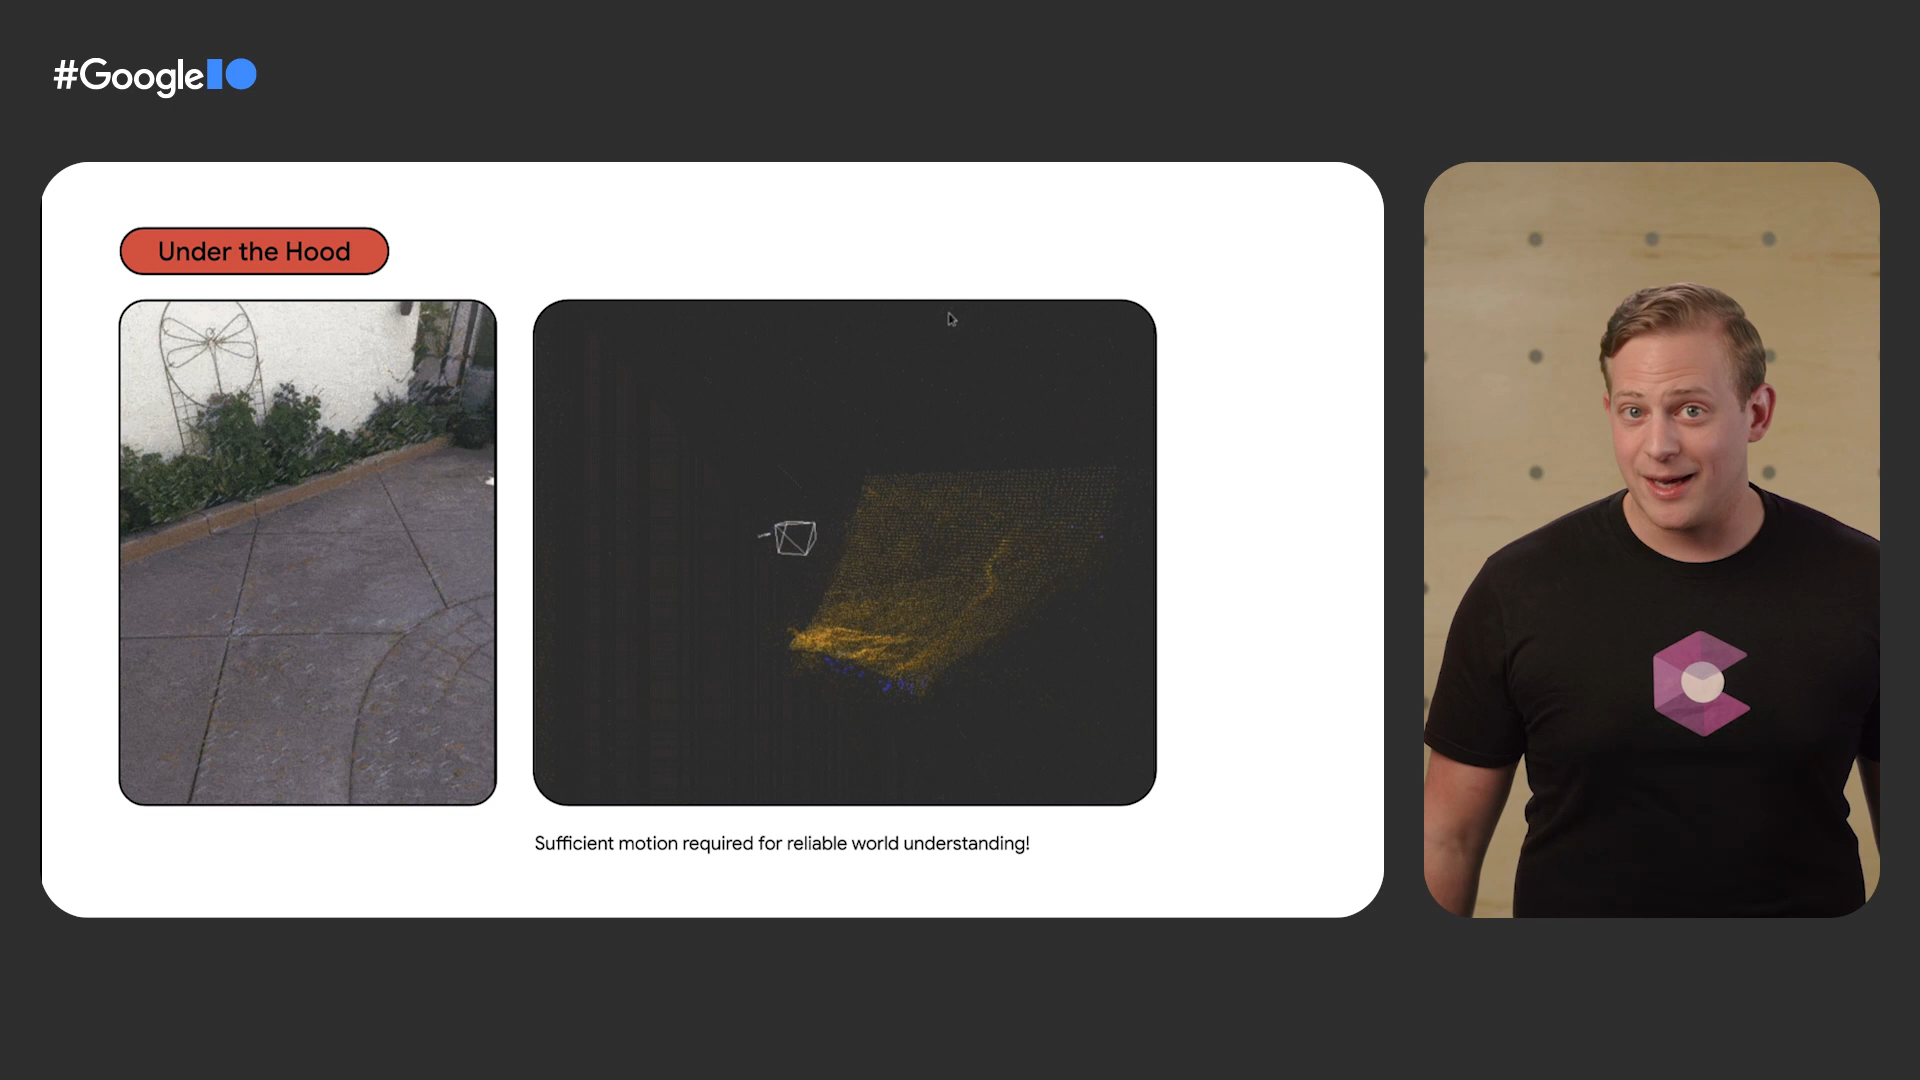 #GoogleIO
Under the Hood
Sufficient motion required for reliable world understanding!